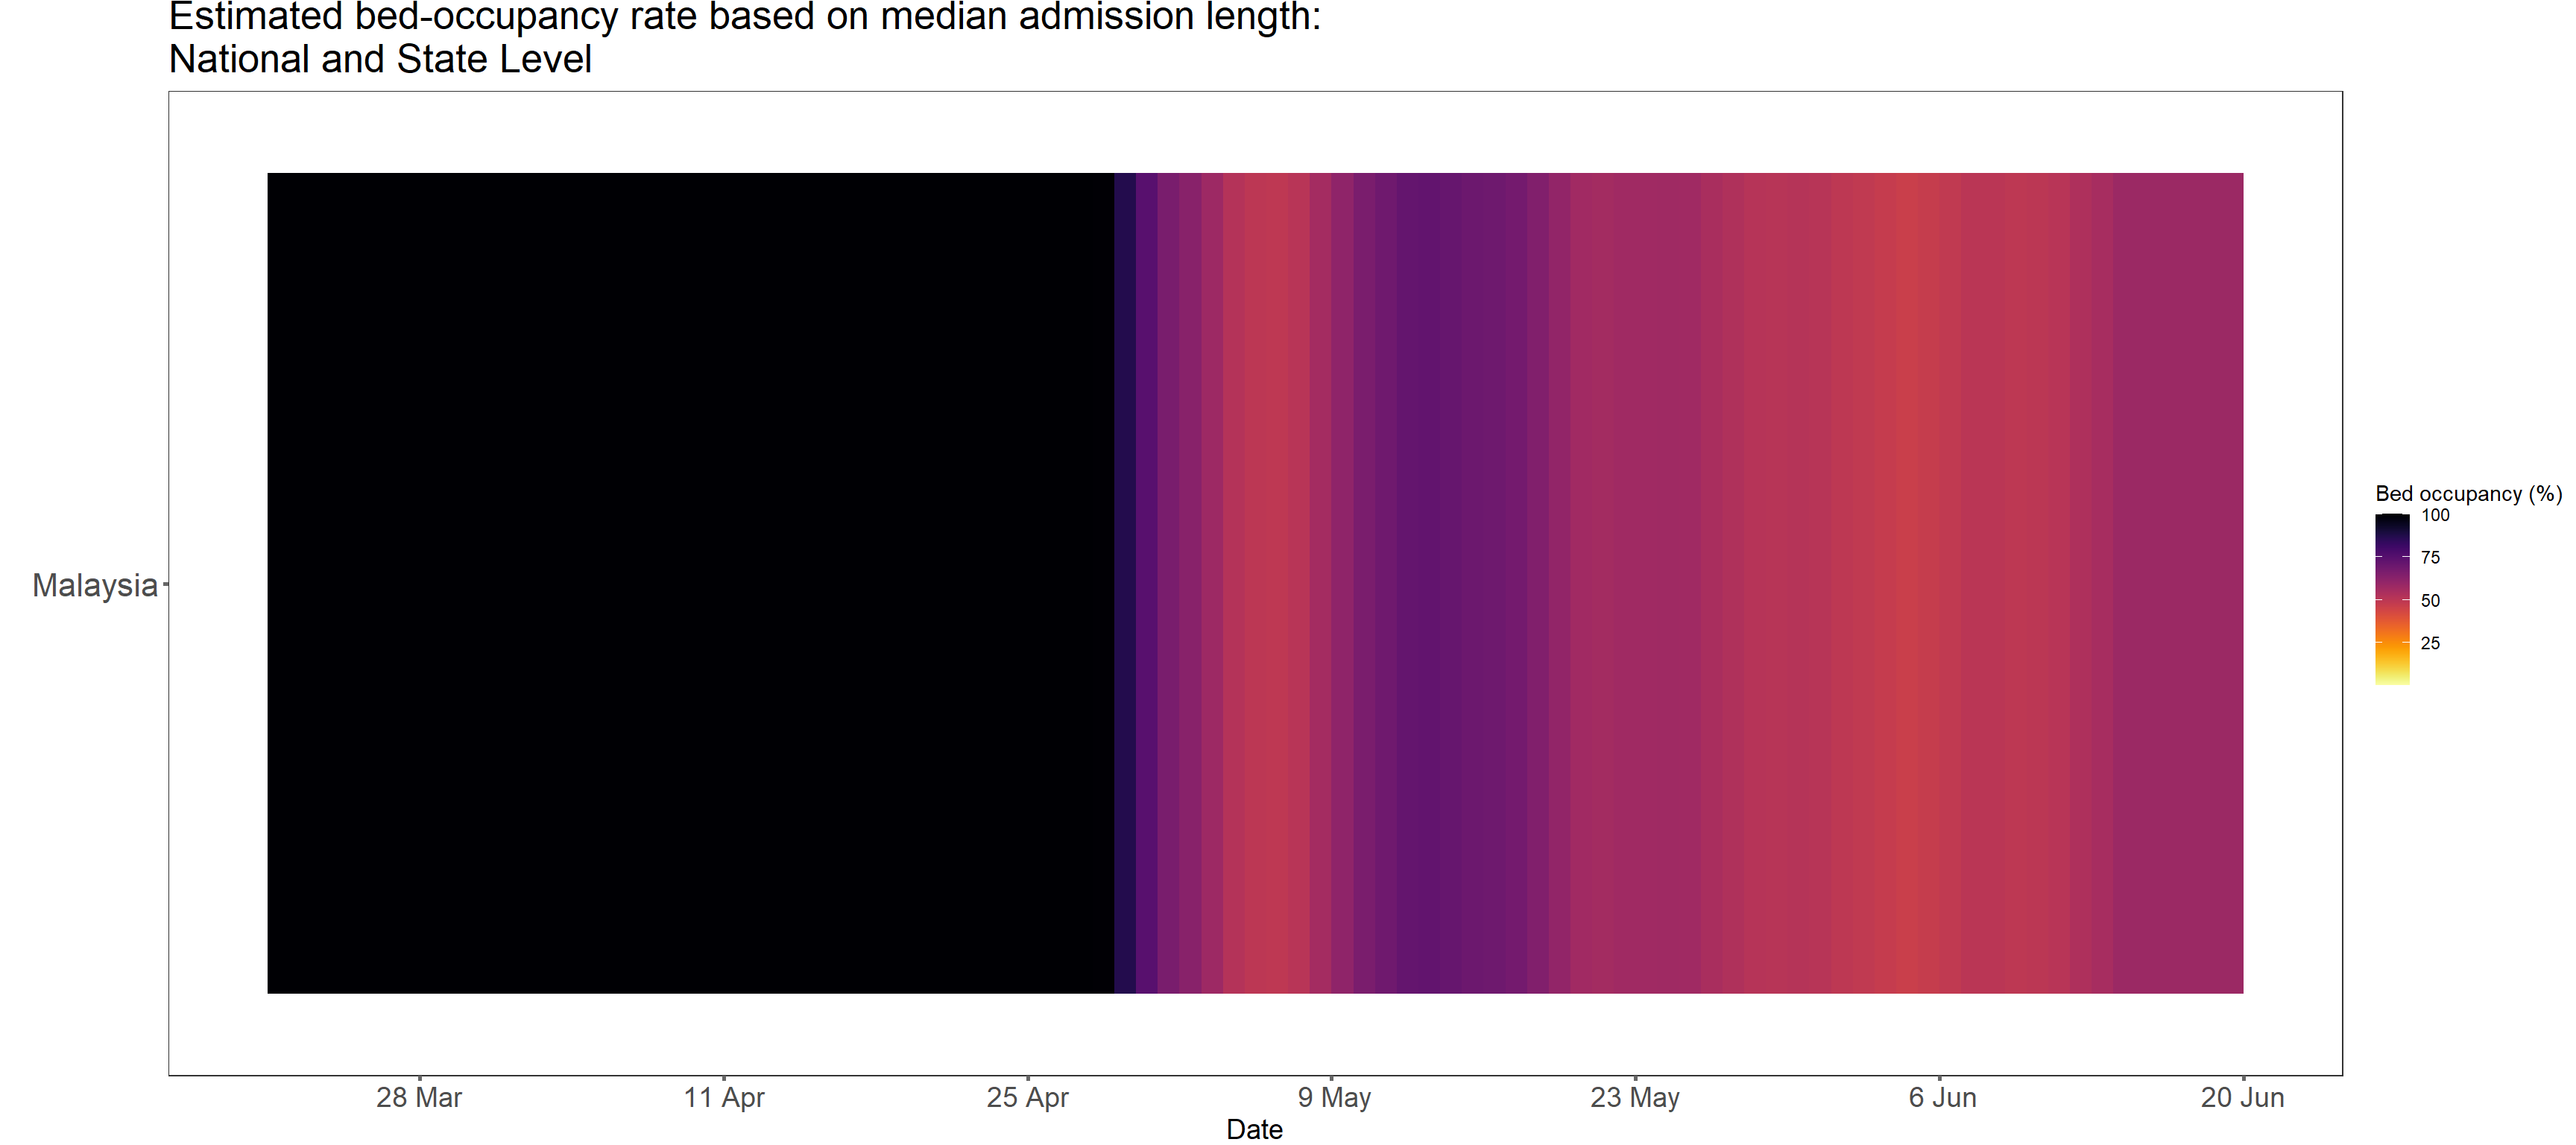 Estimated bed-occupancy rate based on median admission length:
National and State Level
Malaysia
Bed occupancy (%)
100
75
50
25
28 Mar
11 Apr
25 Apr
9 May
23 May
6 Jun
20 Jun
Date